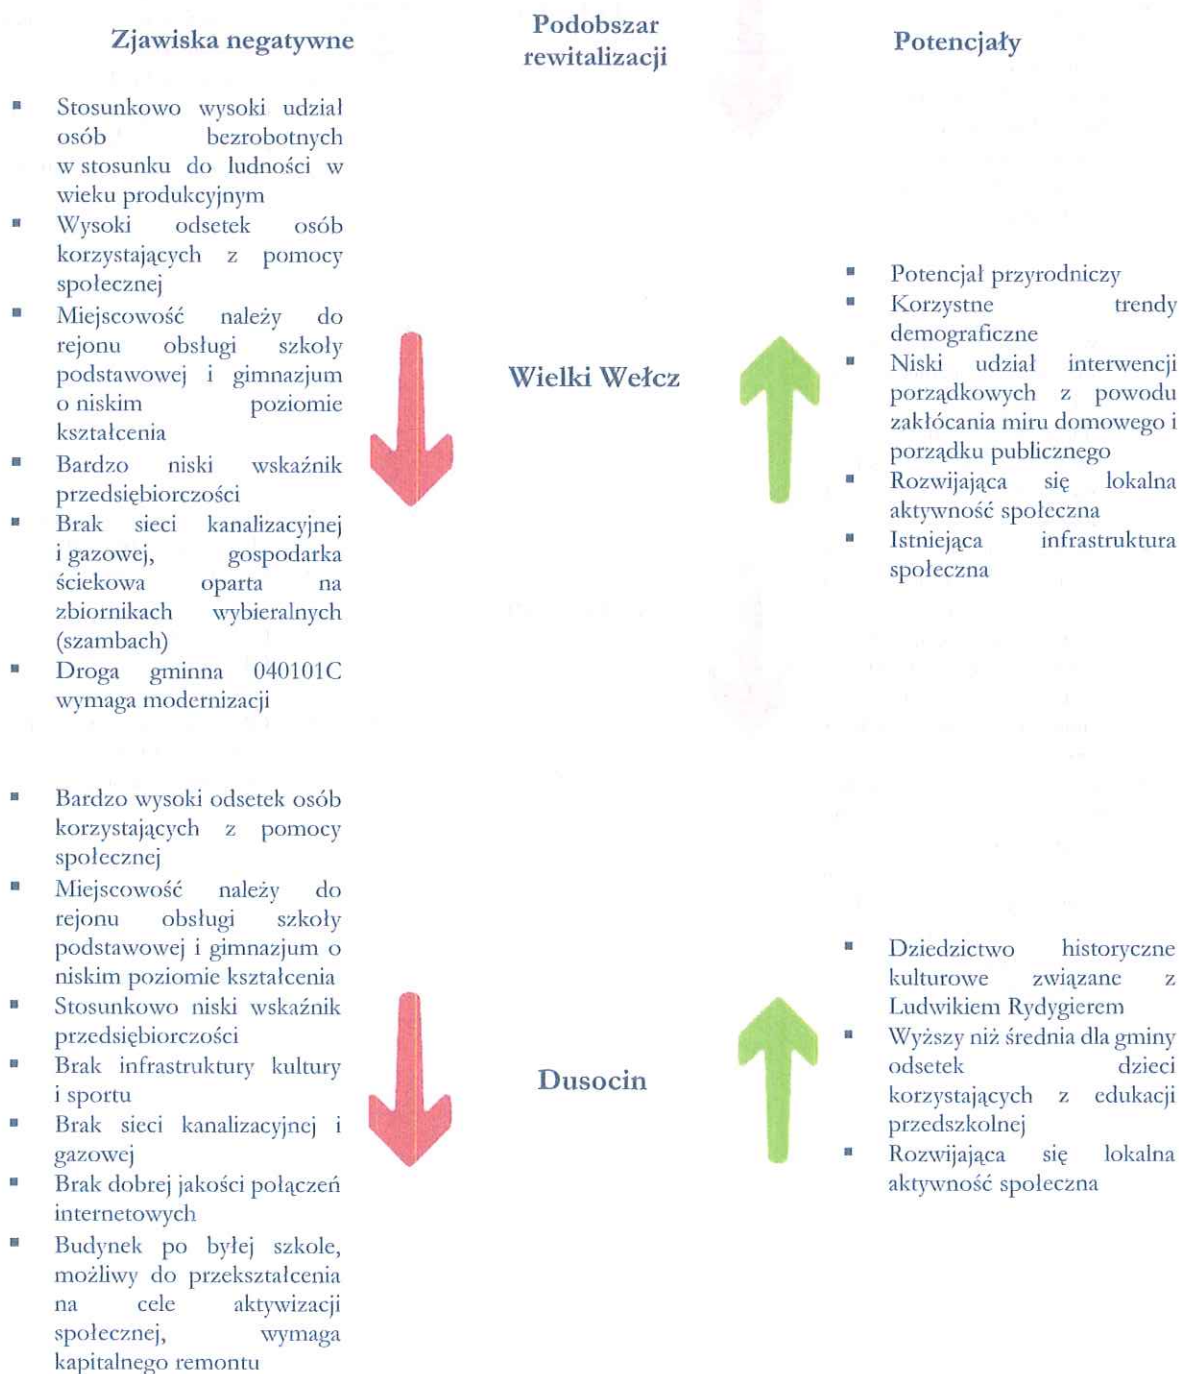 Zjawiska negatywne
Podobszar
rewitalizacji
Potencjały
▪ Stosunkowo wysoki udział
osób bezrobotnych
w stosunku do ludności w
wieku produkcyjnym
▪ Wysoki odsetek osób
korzystających z pomocy
społecznej
▪ Miejscowość należy do
rejonu obsługi szkoły
podstawowej i gimnazjum
o niskim poziomie
kształcenia
▪ Bardzo niski wskaźnik
przedsiębiorczości
▪ Brak sieci kanalizacyjnej
i gazowej, gospodarka
ściekowa oparta na
zbiornikach wybieralnych
(szambach)
▪ Droga gminna 040101C
wymaga modernizacji
Wielki Wełcz
▪ Potencjał przyrodniczy
▪ Korzystne trendy
demograficzne
▪ Niski udział interwencji
porządkowych z powodu
zakłócania miru domowego i
porządku publicznego
▪ Rozwijająca się lokalna
aktywność społeczna
▪ Istniejąca infrastruktura
społeczna
▪ Bardzo wysoki odsetek osób
korzystających z pomocy
społecznej
▪ Miejscowość należy do
rejonu obsługi szkoły
podstawowej i gimnazjum o
niskim poziomie kształcenia
▪ Stosunkowo niski wskaźnik
przedsiębiorczości
▪ Brak infrastruktury kultury
i sportu
▪ Brak sieci kanalizacyjnej i
gazowej
▪ Brak dobrej jakości połączeń
internetowych
▪ Budynek po byłej szkole,
możliwy do przekształcenia
na cele aktywizacji
społecznej, wymaga
kapitalnego remontu
Dusocin
▪ Dziedzictwo historyczne
kulturowe związane z
Ludwikiem Rydygierem
▪ Wyższy niż średnia dla gminy
odsetek dzieci
korzystających z edukacji
przedszkolnej
▪ Rozwijająca się lokalna
aktywność społeczna